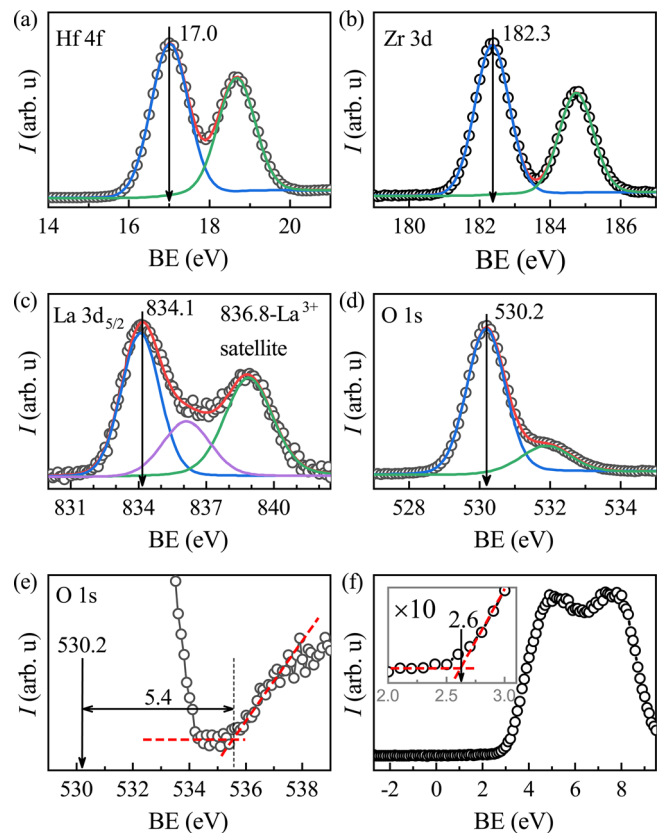 (a)
Hf 4f
17.0
I (arb. u)
14 16 18 20
BE (eV)
(b)
Zr 3d
182.3
I (arb. u)
180 182 184 186
BE (eV)
(c)
La 3d5/2
834.1
836.8-La3+
satellite
I (arb. u)
831 834 837 840
BE (eV)
(d)
O 1s
530.2
I (arb. u)
528 530 532 534
BE (eV)
(e)
O 1s
530.2
5.4
I (arb. u)
530 532 534 536 538
BE (eV)
(f)
×10
2.6
2.0 2.5 3.0
I (arb. u)
-2 0 2 4 6 8
BE (eV)